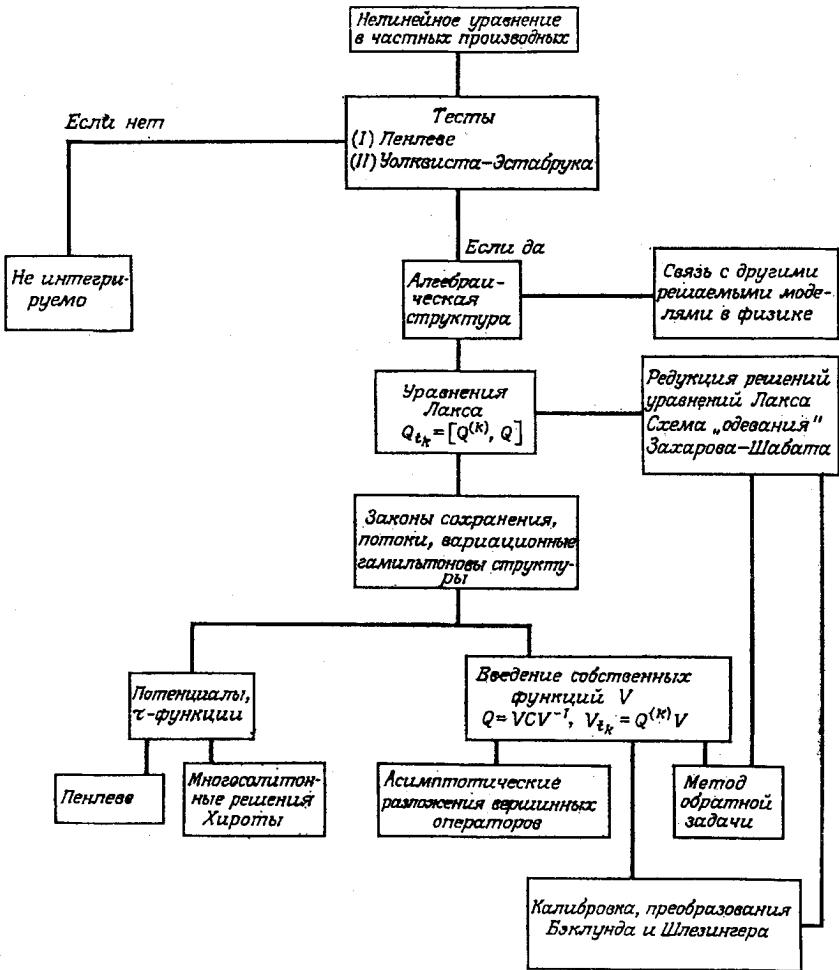 Нелинейное уравнение
в частных производных
Тесты
(I) Пенлеве
(II) Уолквиста-Эстабрука
Если нет
Если да
Не интегри-
руемо
Алгебраи-
ческая
структура
Связь с другими
решаемыми моде-
лями в физике
Уравнения
Лакса
Q_{t_k} = [Q^{(k)}, Q]
Редукция решений
уравнений Лакса
Схема „одевания"
Захарова-Шабата
Законы сохранения,
потоки, вариационные
гамильтоновы структу-
ры
Потенциалы,
τ-функции
Введение собственных
функций V
Q = VCV^{-1}, V_{t_k} = Q^{(k)}V
Пенлеве
Многосолитон-
ные решения
Хироты
Асимптотические
разложения вершинных
операторов
Метод
обратной
задачи
Калибровка, преобразования
Бэклунда и Шлезингера